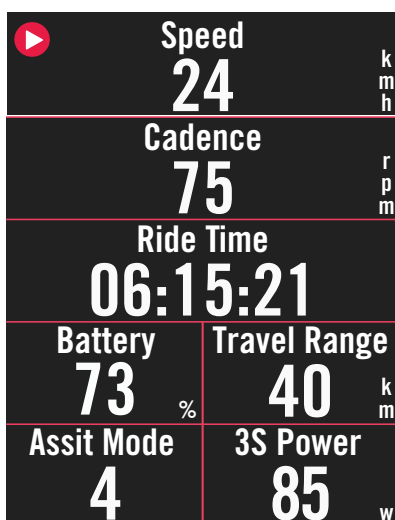 Speed
24 kmh
Cadence
75 rpm
Ride Time
06:15:21
Battery Travel Range
73 % 40 km
Assit Mode 3S Power
4 85 w